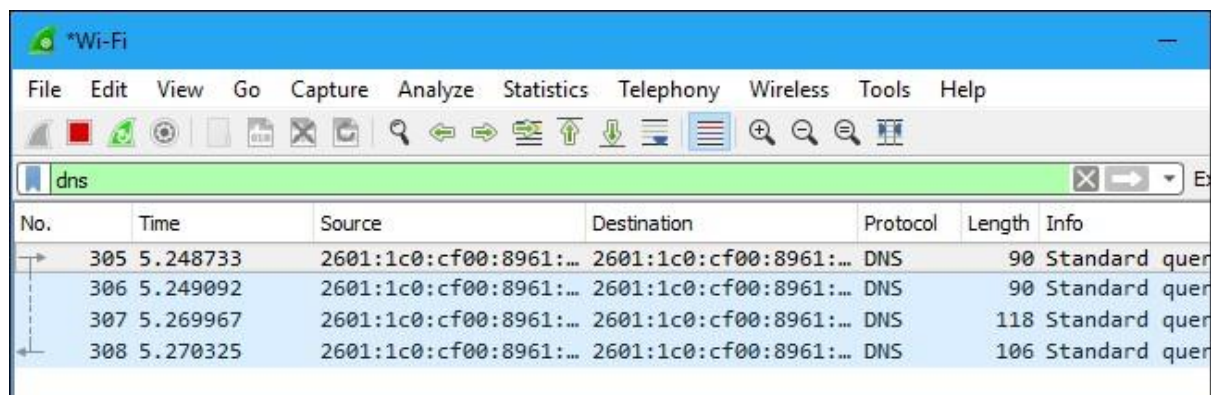 *Wi-Fi
File Edit View Go Capture Analyze Statistics Telephony Wireless Tools Help
dns
No. Time Source Destination Protocol Length Info
305 5.248733 2601:1c0:cf00:8961:… 2601:1c0:cf00:8961:… DNS 90 Standard quer
306 5.249092 2601:1c0:cf00:8961:… 2601:1c0:cf00:8961:… DNS 90 Standard quer
307 5.269967 2601:1c0:cf00:8961:… 2601:1c0:cf00:8961:… DNS 118 Standard quer
308 5.270325 2601:1c0:cf00:8961:… 2601:1c0:cf00:8961:… DNS 106 Standard quer